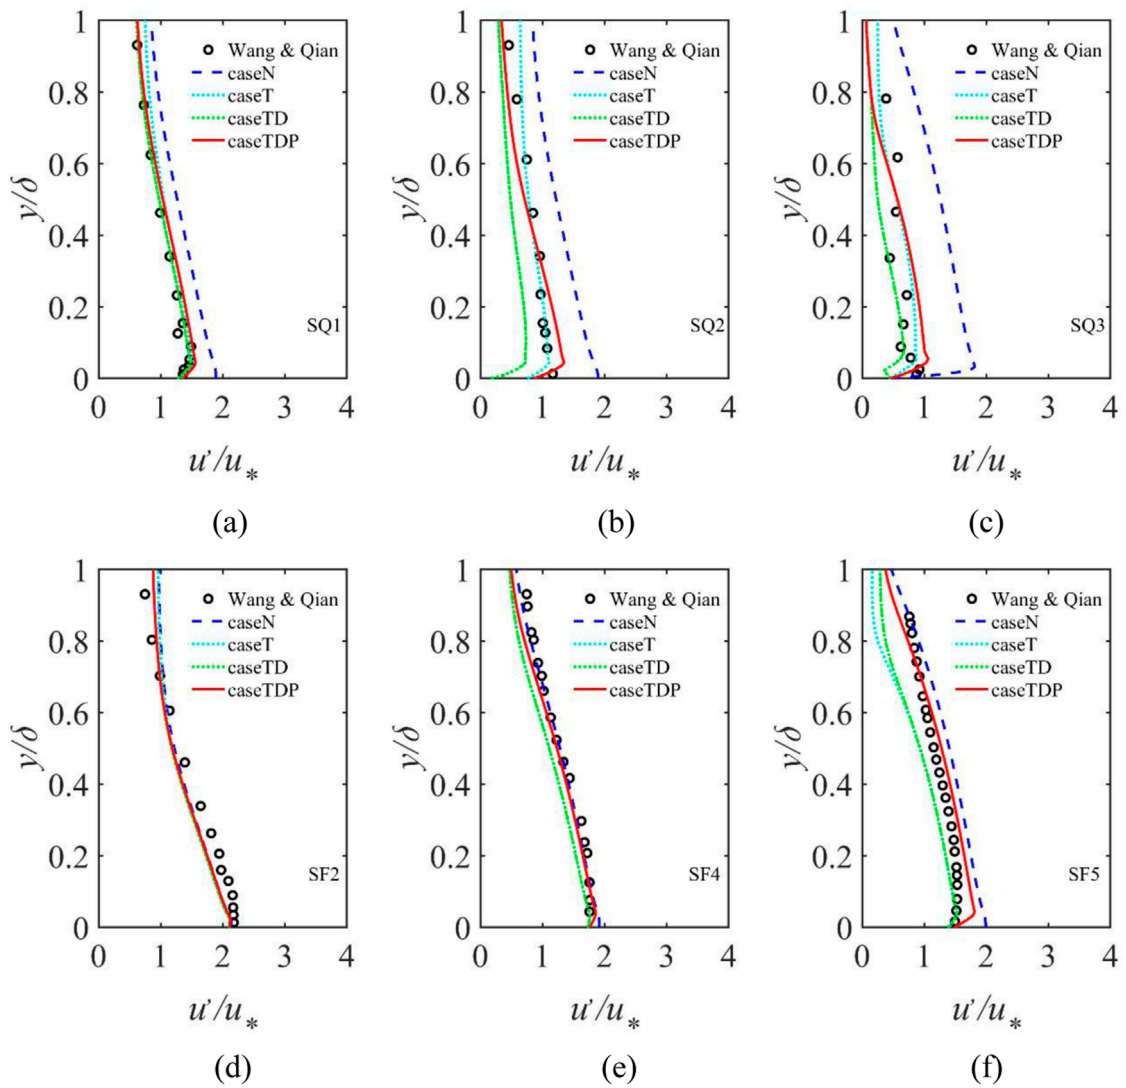 1
0.8
0.6
0.4
0.2
0
y/δ
Wang & Qian
caseN
caseT
caseTD
caseTDP
SQ1
0 1 2 3 4
u’/u*
(a)
1
0.8
0.6
0.4
0.2
0
y/δ
Wang & Qian
caseN
caseT
caseTD
caseTDP
SQ2
0 1 2 3 4
u’/u*
(b)
1
0.8
0.6
0.4
0.2
0
y/δ
Wang & Qian
caseN
caseT
caseTD
caseTDP
SQ3
0 1 2 3 4
u’/u*
(c)
1
0.8
0.6
0.4
0.2
0
y/δ
Wang & Qian
caseN
caseT
caseTD
caseTDP
SF2
0 1 2 3 4
u’/u*
(d)
1
0.8
0.6
0.4
0.2
0
y/δ
Wang & Qian
caseN
caseT
caseTD
caseTDP
SF4
0 1 2 3 4
u’/u*
(e)
1
0.8
0.6
0.4
0.2
0
y/δ
Wang & Qian
caseN
caseT
caseTD
caseTDP
SF5
0 1 2 3 4
u’/u*
(f)